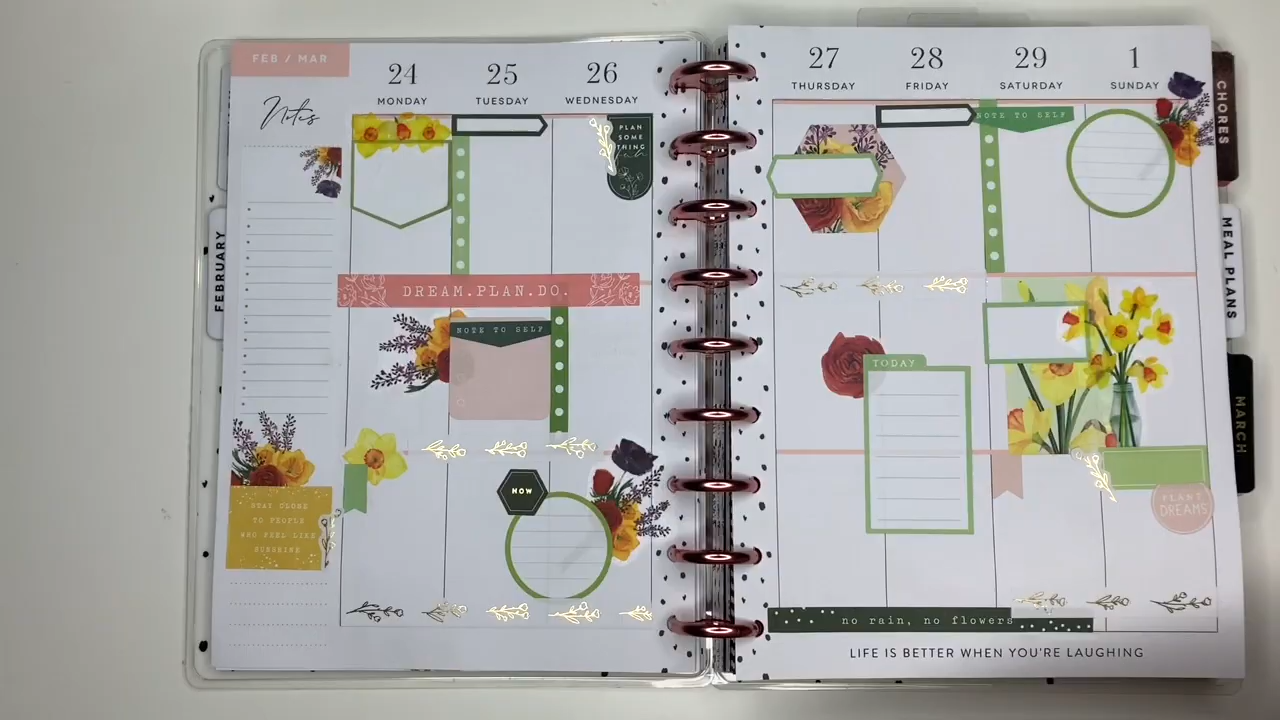 FEB / MAR
Notes
24
MONDAY
25
TUESDAY
26
WEDNESDAY
27
THURSDAY
28
FRIDAY
29
SATURDAY
1
SUNDAY
PLAN
SOME
THING
NOTE TO SELF
DREAM.PLAN.DO.
NOTE TO SELF
TODAY
NOW
STAY CLOSE
TO PEOPLE
WHO FEEL LIKE
SUNSHINE
PLANT
DREAMS
no rain, no flowers
LIFE IS BETTER WHEN YOU'RE LAUGHING
FEBRUARY
CHORES
MEAL PLANS
MARCH